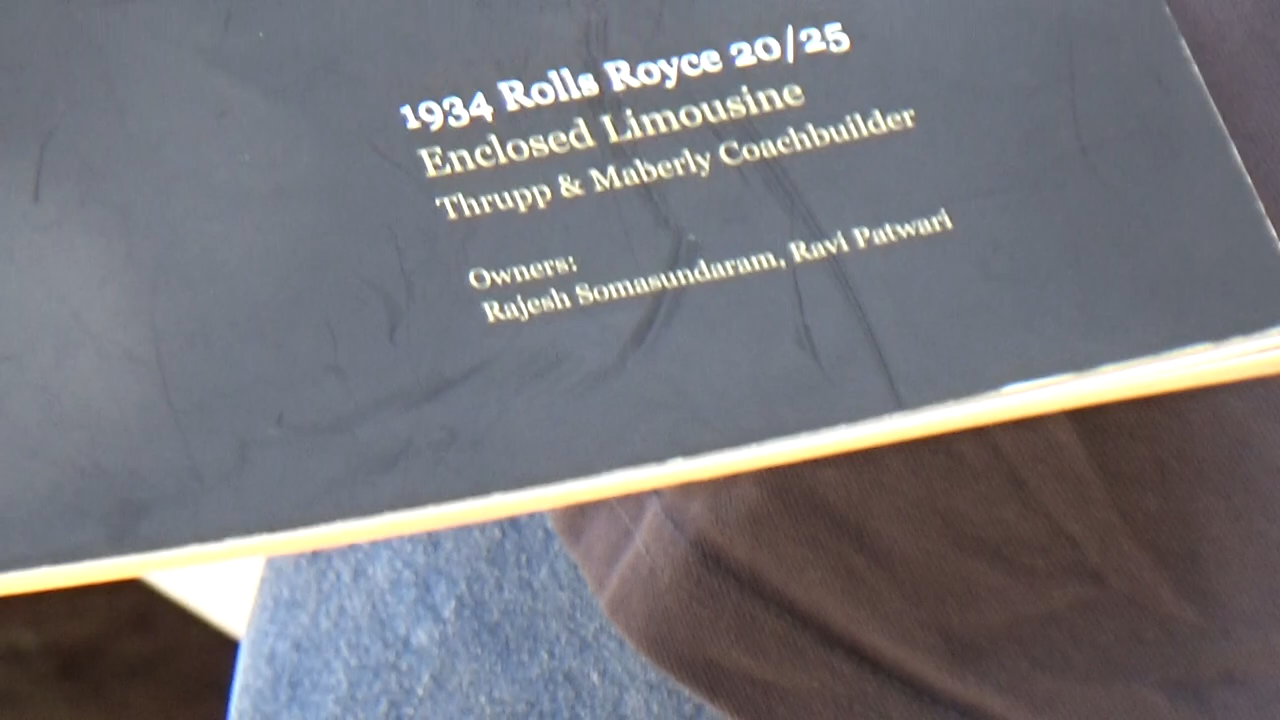 1934 Rolls Royce 20/25
Enclosed Limousine
Thrupp & Maberly Coachbuilder
Owners:
Rajesh Somasundaram, Ravi Patwari